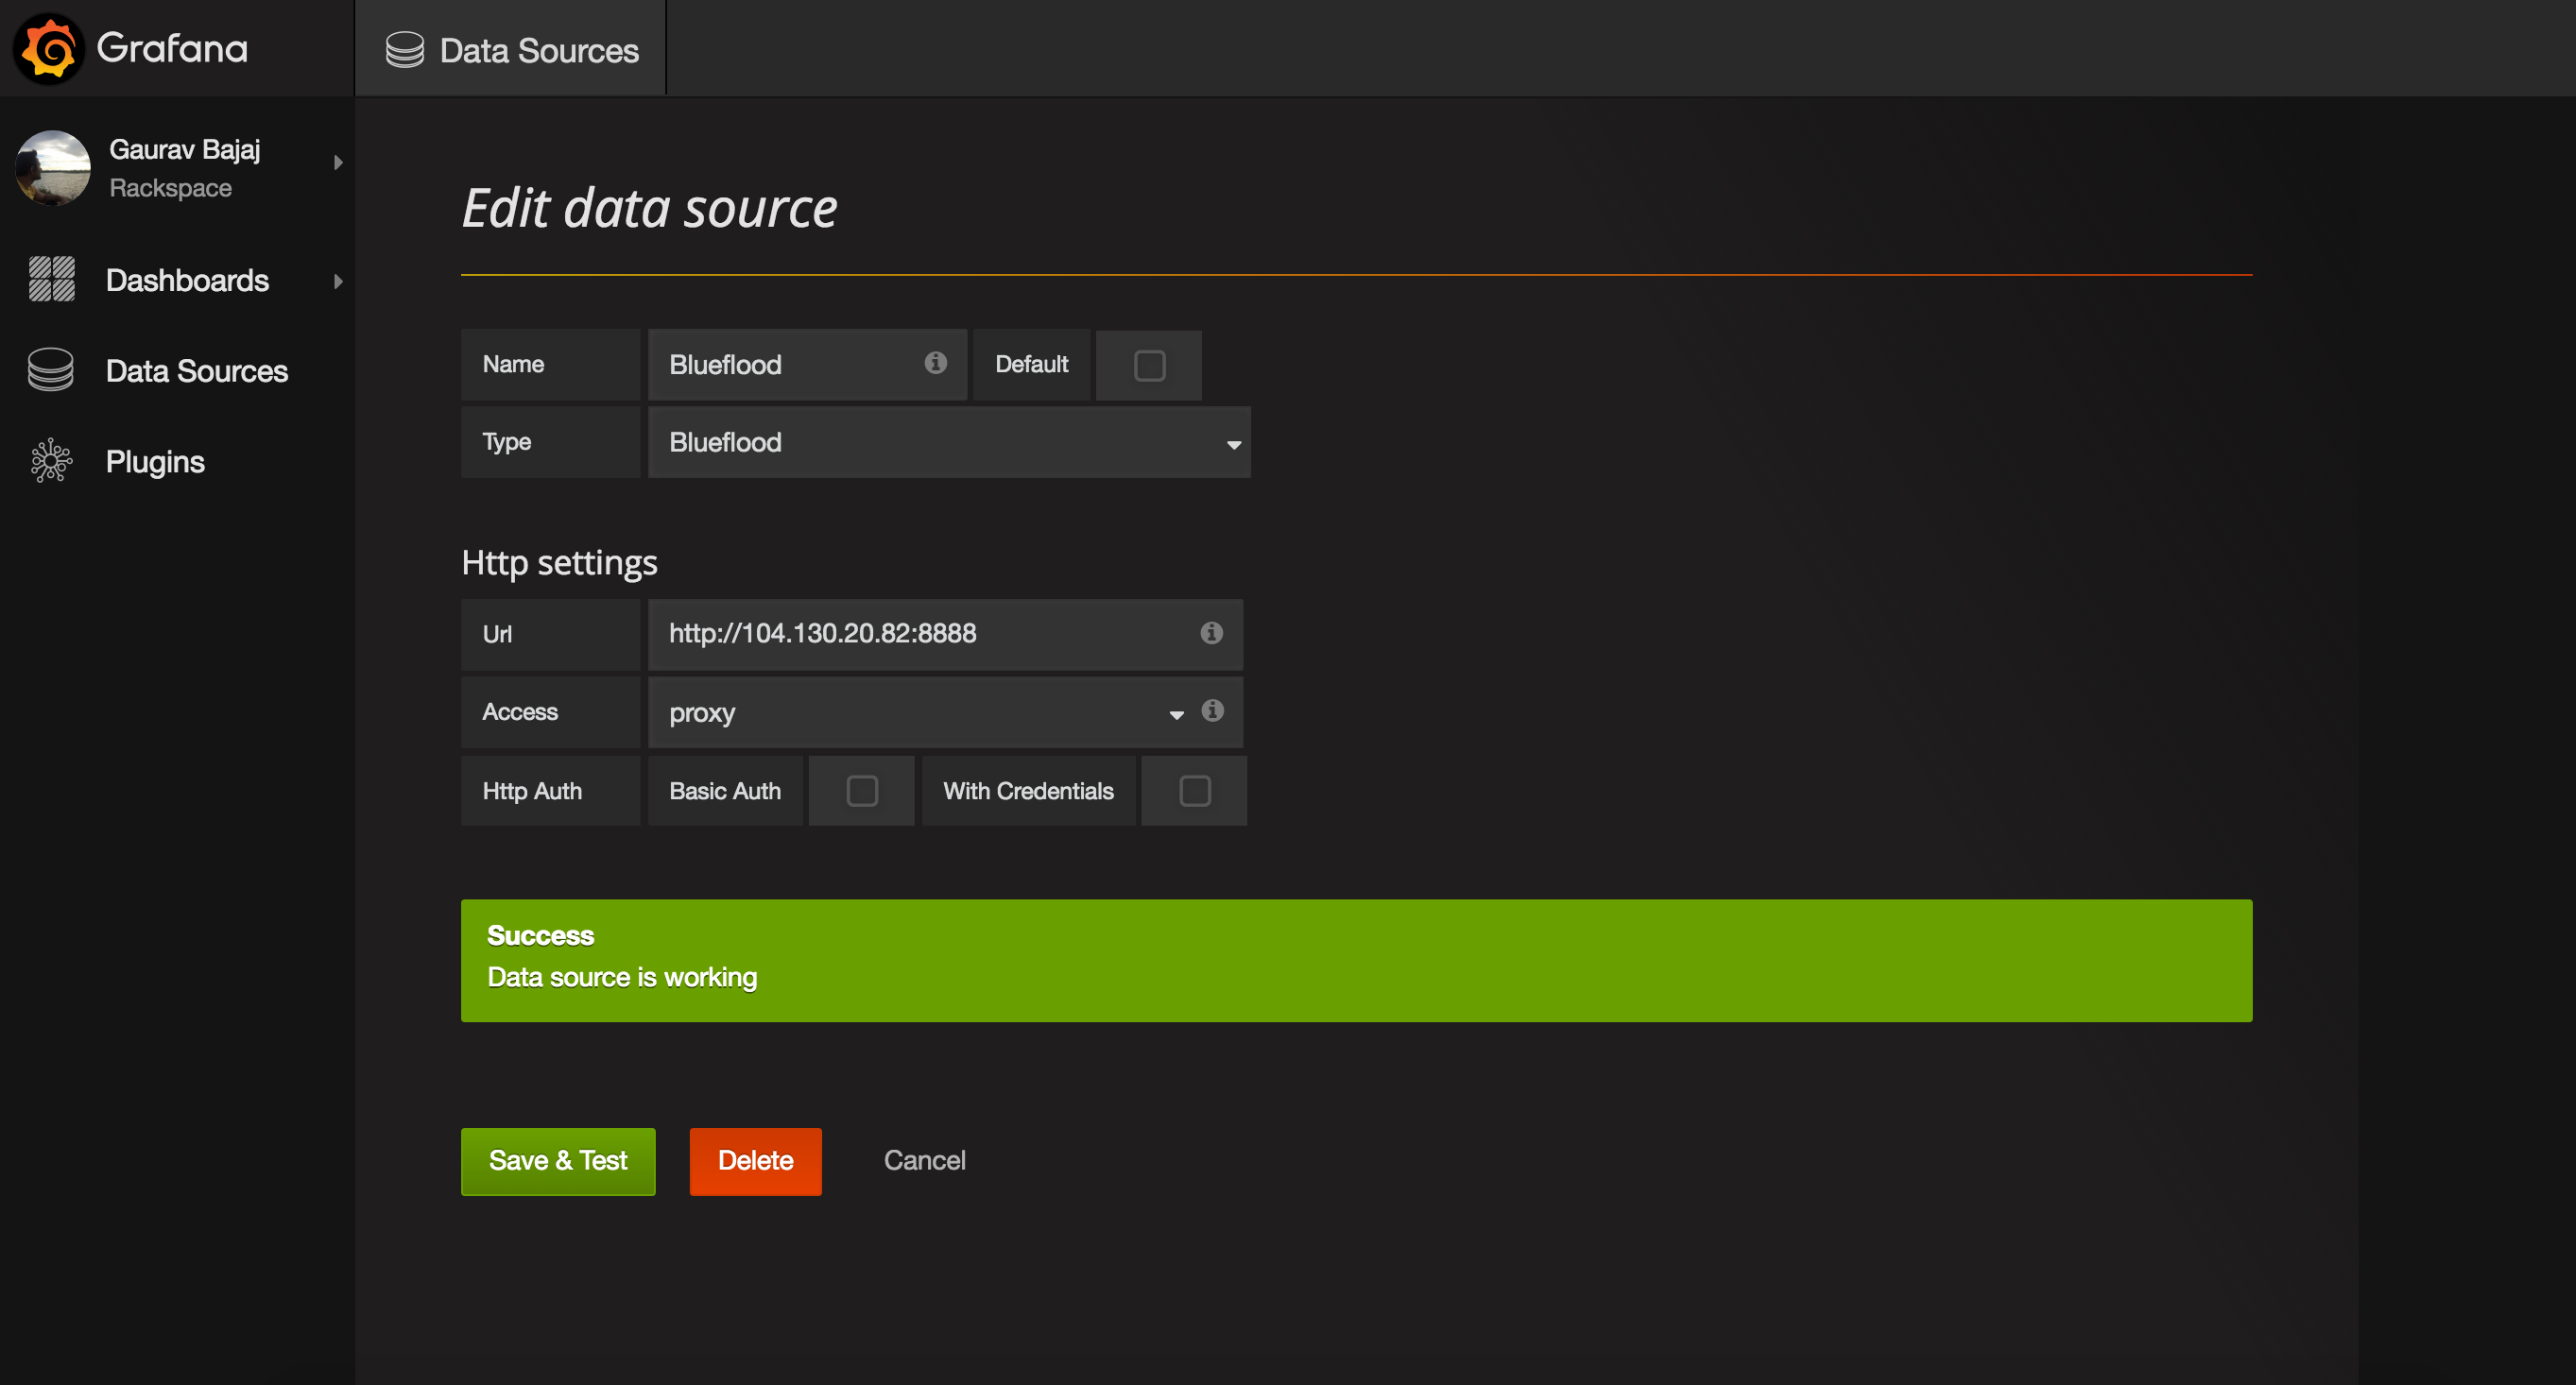 Grafana
Data Sources
Gaurav Bajaj
Rackspace
Dashboards
Data Sources
Plugins
Edit data source
Name Blueflood Default
Type Blueflood
Http settings
Url http://104.130.20.82:8888
Access proxy
Http Auth Basic Auth With Credentials
Success
Data source is working
Save & Test Delete Cancel